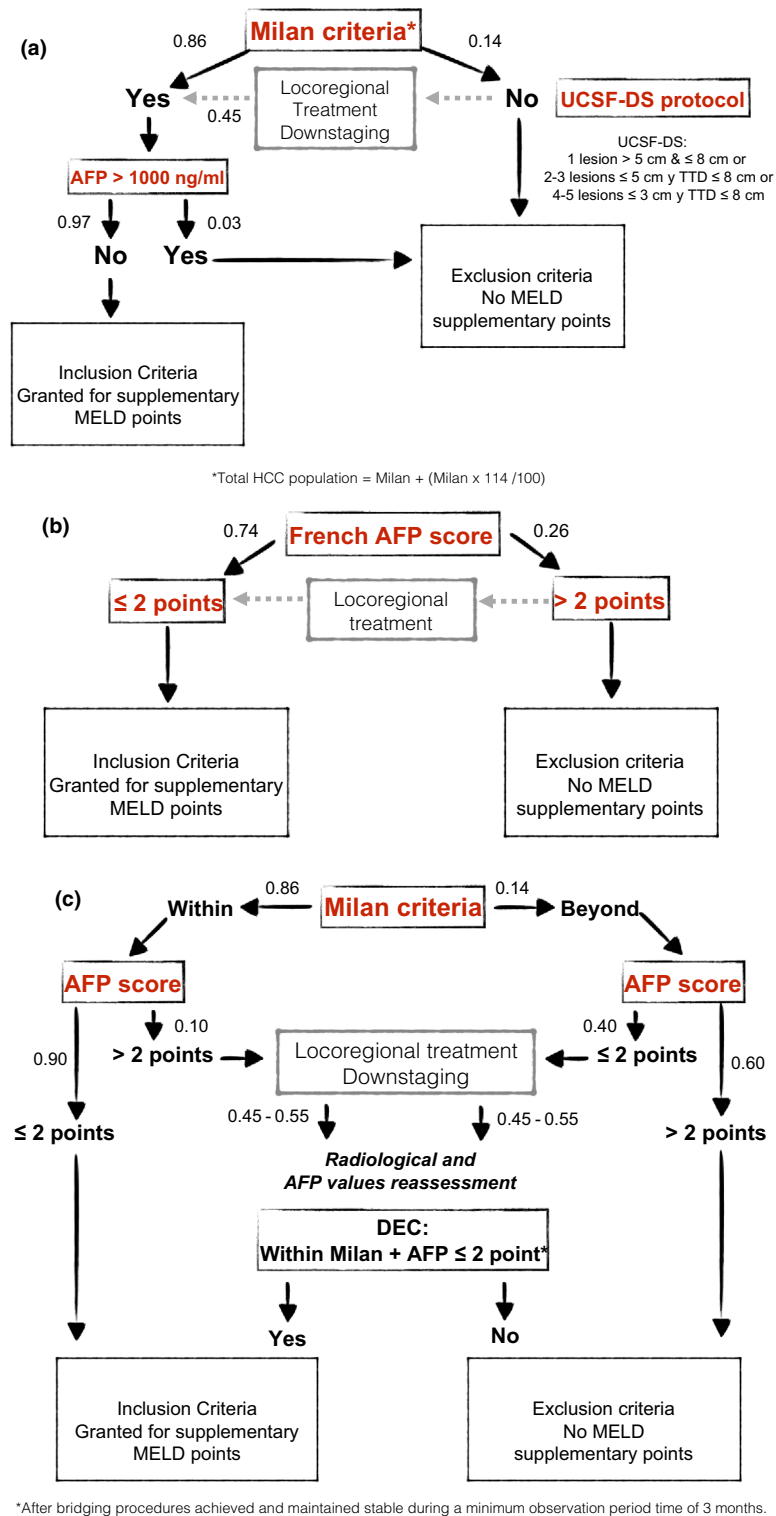 (a)
Milan criteria*
0.86
0.14
Yes
Locoregional
Treatment
Downstaging
No
UCSF-DS protocol
0.45
UCSF-DS:
1 lesion > 5 cm & ≤ 8 cm or
2-3 lesions ≤ 5 cm y TTD ≤ 8 cm or
4-5 lesions ≤ 3 cm y TTD ≤ 8 cm
AFP > 1000 ng/ml
0.97
0.03
No
Yes
Exclusion criteria
No MELD
supplementary points
Inclusion Criteria
Granted for supplementary
MELD points
*Total HCC population = Milan + (Milan x 114 /100)
(b)
French AFP score
0.74
0.26
≤ 2 points
Locoregional
treatment
> 2 points
Inclusion Criteria
Granted for supplementary
MELD points
Exclusion criteria
No MELD
supplementary points
(c)
Within
0.86
Milan criteria
0.14
Beyond
AFP score
AFP score
0.10
0.40
0.90
> 2 points
Locoregional treatment
Downstaging
≤ 2 points
0.60
0.45 - 0.55
0.45 - 0.55
≤ 2 points
> 2 points
Radiological and
AFP values reassessment
DEC:
Within Milan + AFP ≤ 2 point*
Yes
No
Inclusion Criteria
Granted for supplementary
MELD points
Exclusion criteria
No MELD
supplementary points
*After bridging procedures achieved and maintained stable during a minimum observation period time of 3 months.